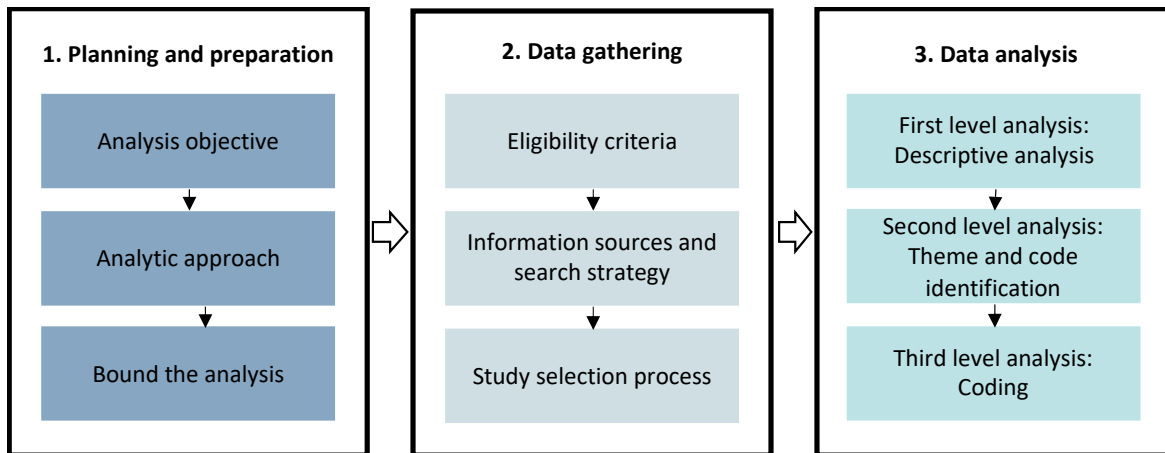 1. Planning and preparation
Analysis objective
Analytic approach
Bound the analysis
2. Data gathering
Eligibility criteria
Information sources and
search strategy
Study selection process
3. Data analysis
First level analysis:
Descriptive analysis
Second level analysis:
Theme and code
identification
Third level analysis:
Coding